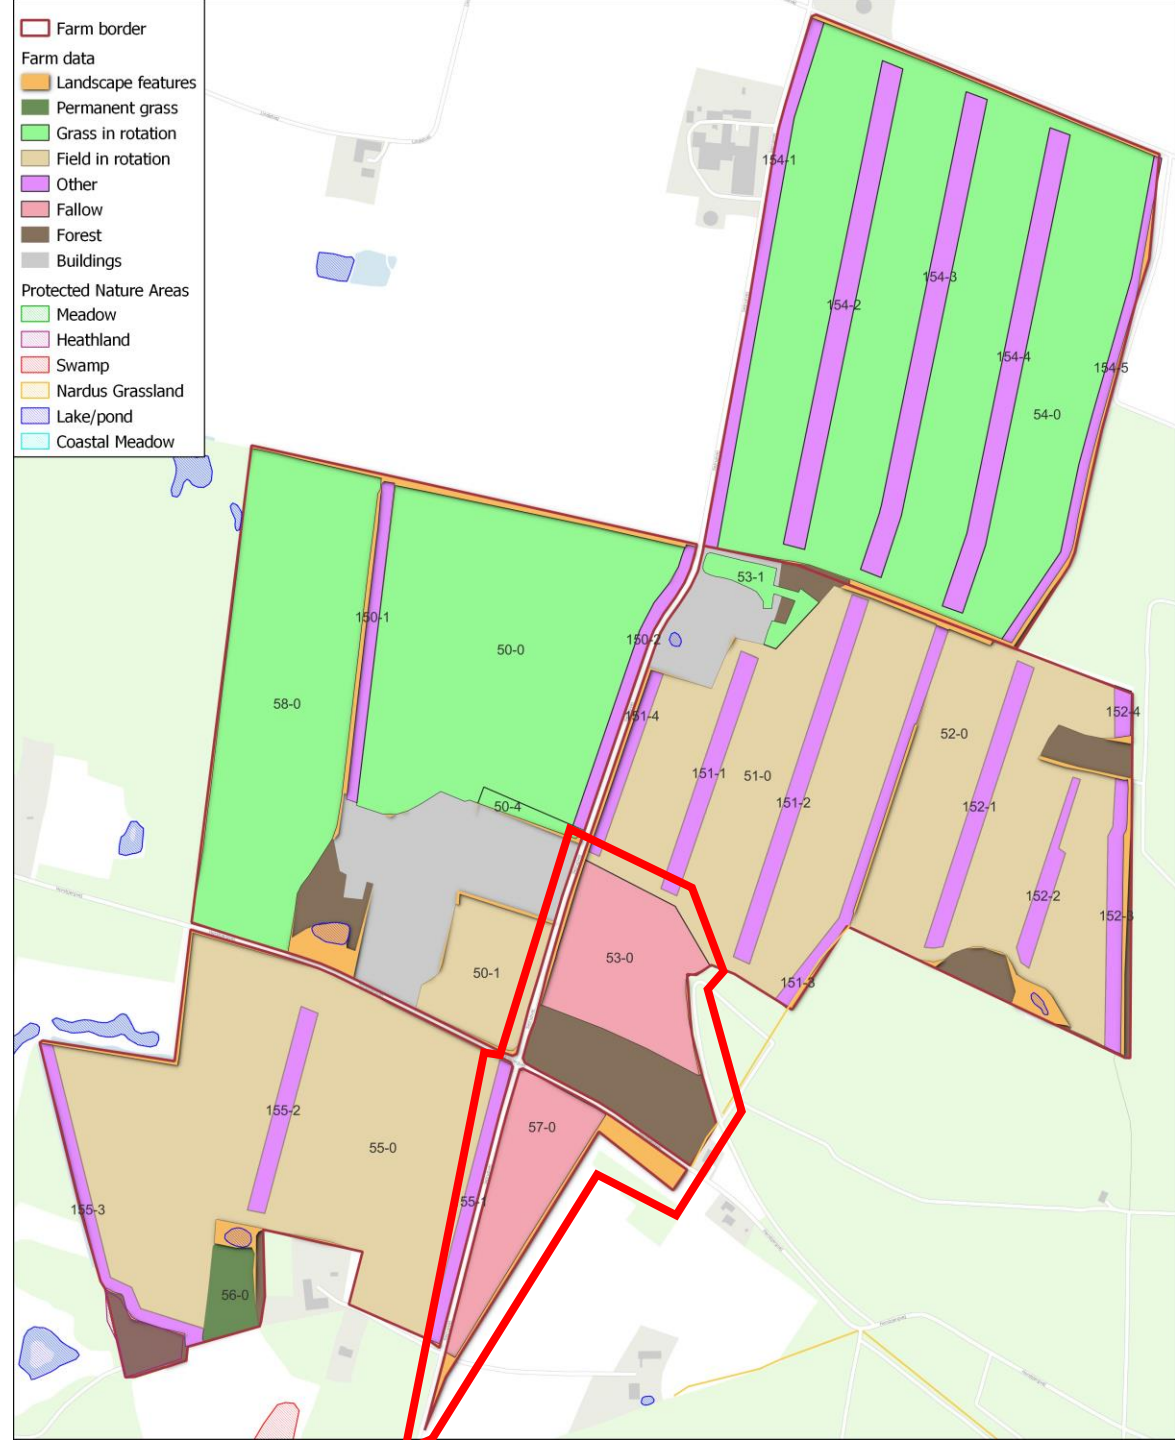 Farm border
Farm data
Landscape features
Permanent grass
Grass in rotation
Field in rotation
Other
Fallow
Forest
Buildings
Protected Nature Areas
Meadow
Heathland
Swamp
Nardus Grassland
Lake/pond
Coastal Meadow
154-1
154-3
154-2
154-4
154-5
54-0
53-1
150-1
150-2
50-0
58-0
151-4
152-4
52-0
151-1
51-0
151-2
50-4
152-1
152-2
152-3
53-0
50-1
151-3
155-2
57-0
55-0
155-3
55-1
56-0